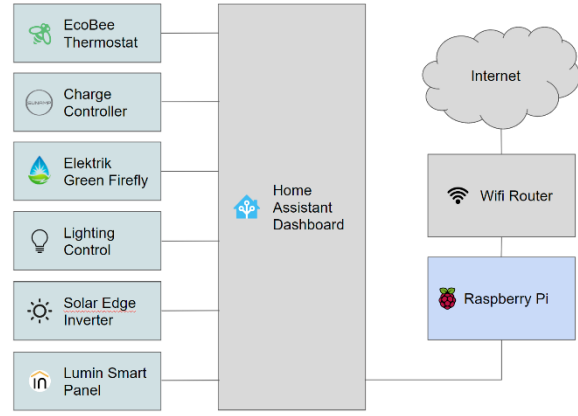 EcoBee
Thermostat
Charge
Controller
Elektrik
Green Firefly
Lighting
Control
Solar Edge
Inverter
in
Lumin Smart
Panel
Home
Assistant
Dashboard
Internet
Wifi Router
Raspberry Pi